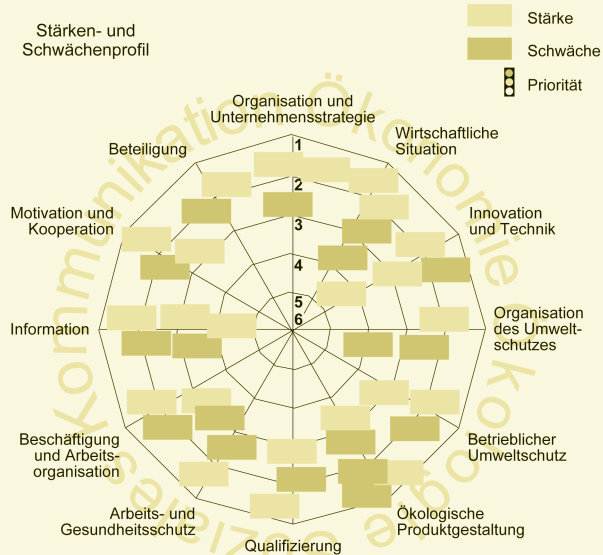 Stärken- und
Schwächenprofil
Stärke
Schwäche
Priorität
Organisation und
Unternehmensstrategie
Wirtschaftliche
Situation
Beteiligung
Motivation und
Kooperation
Innovation
und Technik
1
2
3
4
5
6
Information
Organisation
des Umwelt-
schutzes
Beschäftigung
und Arbeits-
organisation
Betrieblicher
Umweltschutz
Arbeits- und
Gesundheitsschutz
Ökologische
Produktgestaltung
Qualifizierung
Kommunikation Ökonomie